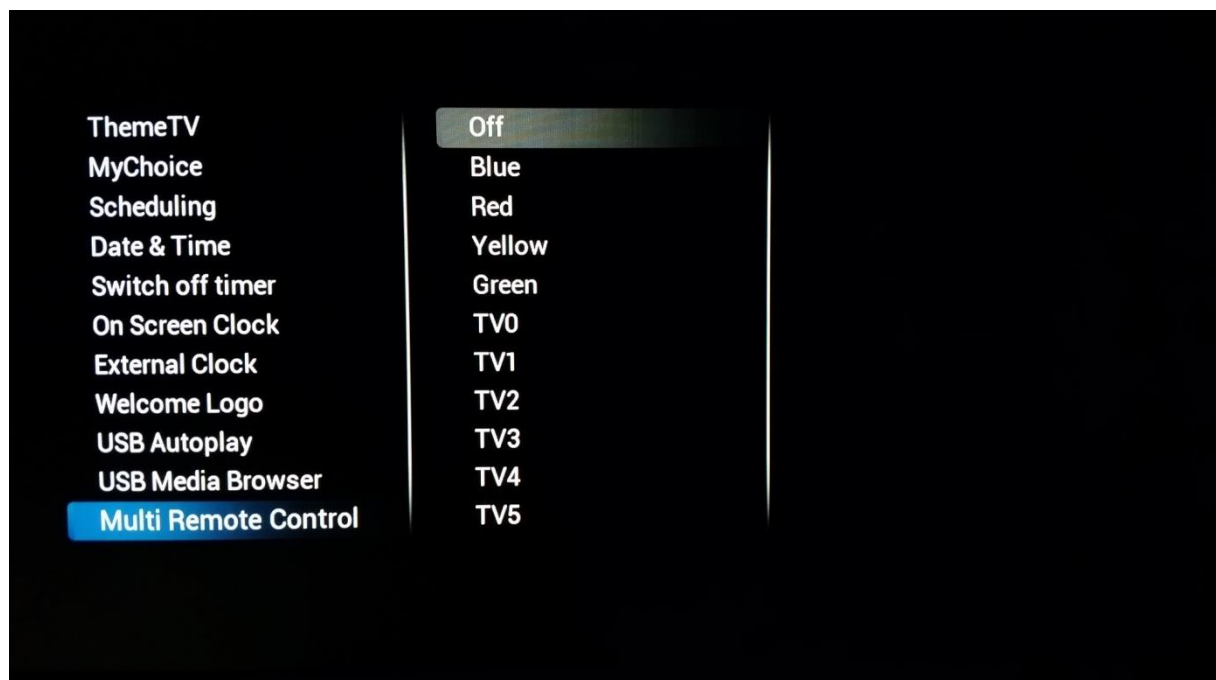 ThemeTV
MyChoice
Scheduling
Date & Time
Switch off timer
On Screen Clock
External Clock
Welcome Logo
USB Autoplay
USB Media Browser
Multi Remote Control
Off
Blue
Red
Yellow
Green
TV0
TV1
TV2
TV3
TV4
TV5